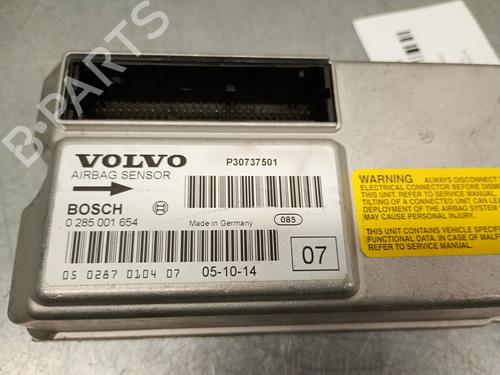 B-PARTS
VOLVO
AIRBAG SENSOR
P30737501
BOSCH
0 285 001 654
Made in Germany
085
05 0287 0104 07
05-10-14
07
WARNING
ALWAYS DISCONNECT
ELECTRICAL CONNECTOR BEFORE
THIS UNIT. REFER TO SERVICE MANUAL.
TILTING OF A CONNECTED UNIT CAN
DEPLOYMENT OF THE AIRBAG SYSTEM
MAY CAUSE PERSONAL INJURY.
THIS UNIT CONTAINS VEHICLE
FUNCTIONAL DATA. IN CASE OF
REFER TO SERVICE MANUAL.